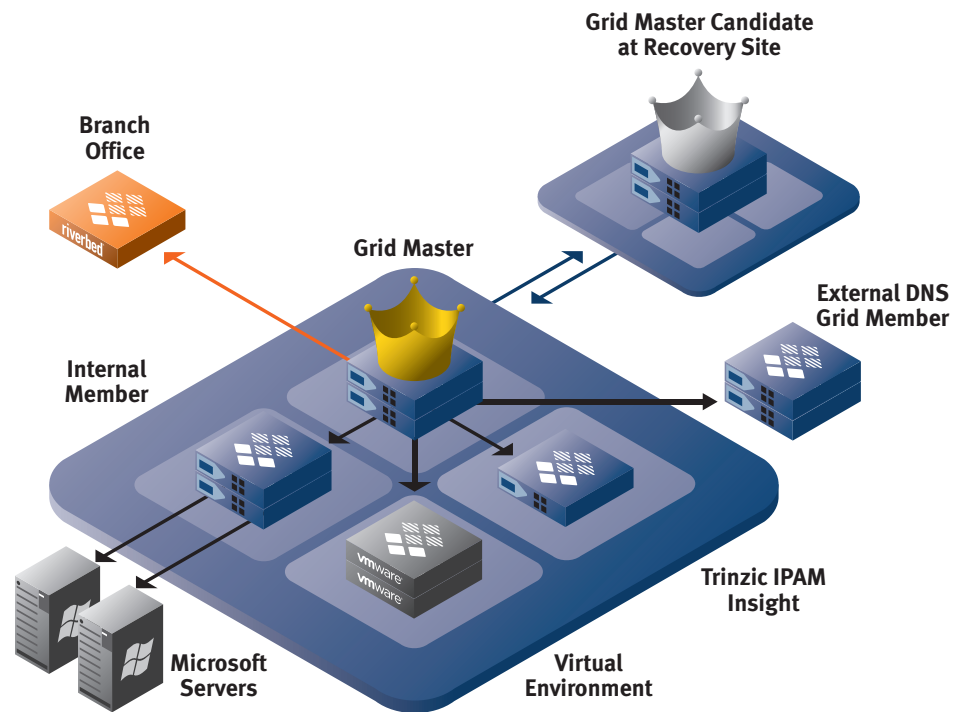 Grid Master Candidate
at Recovery Site
Branch
Office
riverbed
Grid Master
External DNS
Grid Member
Internal
Member
vmware
vmware
Trinzic IPAM
Insight
Microsoft
Servers
Virtual
Environment